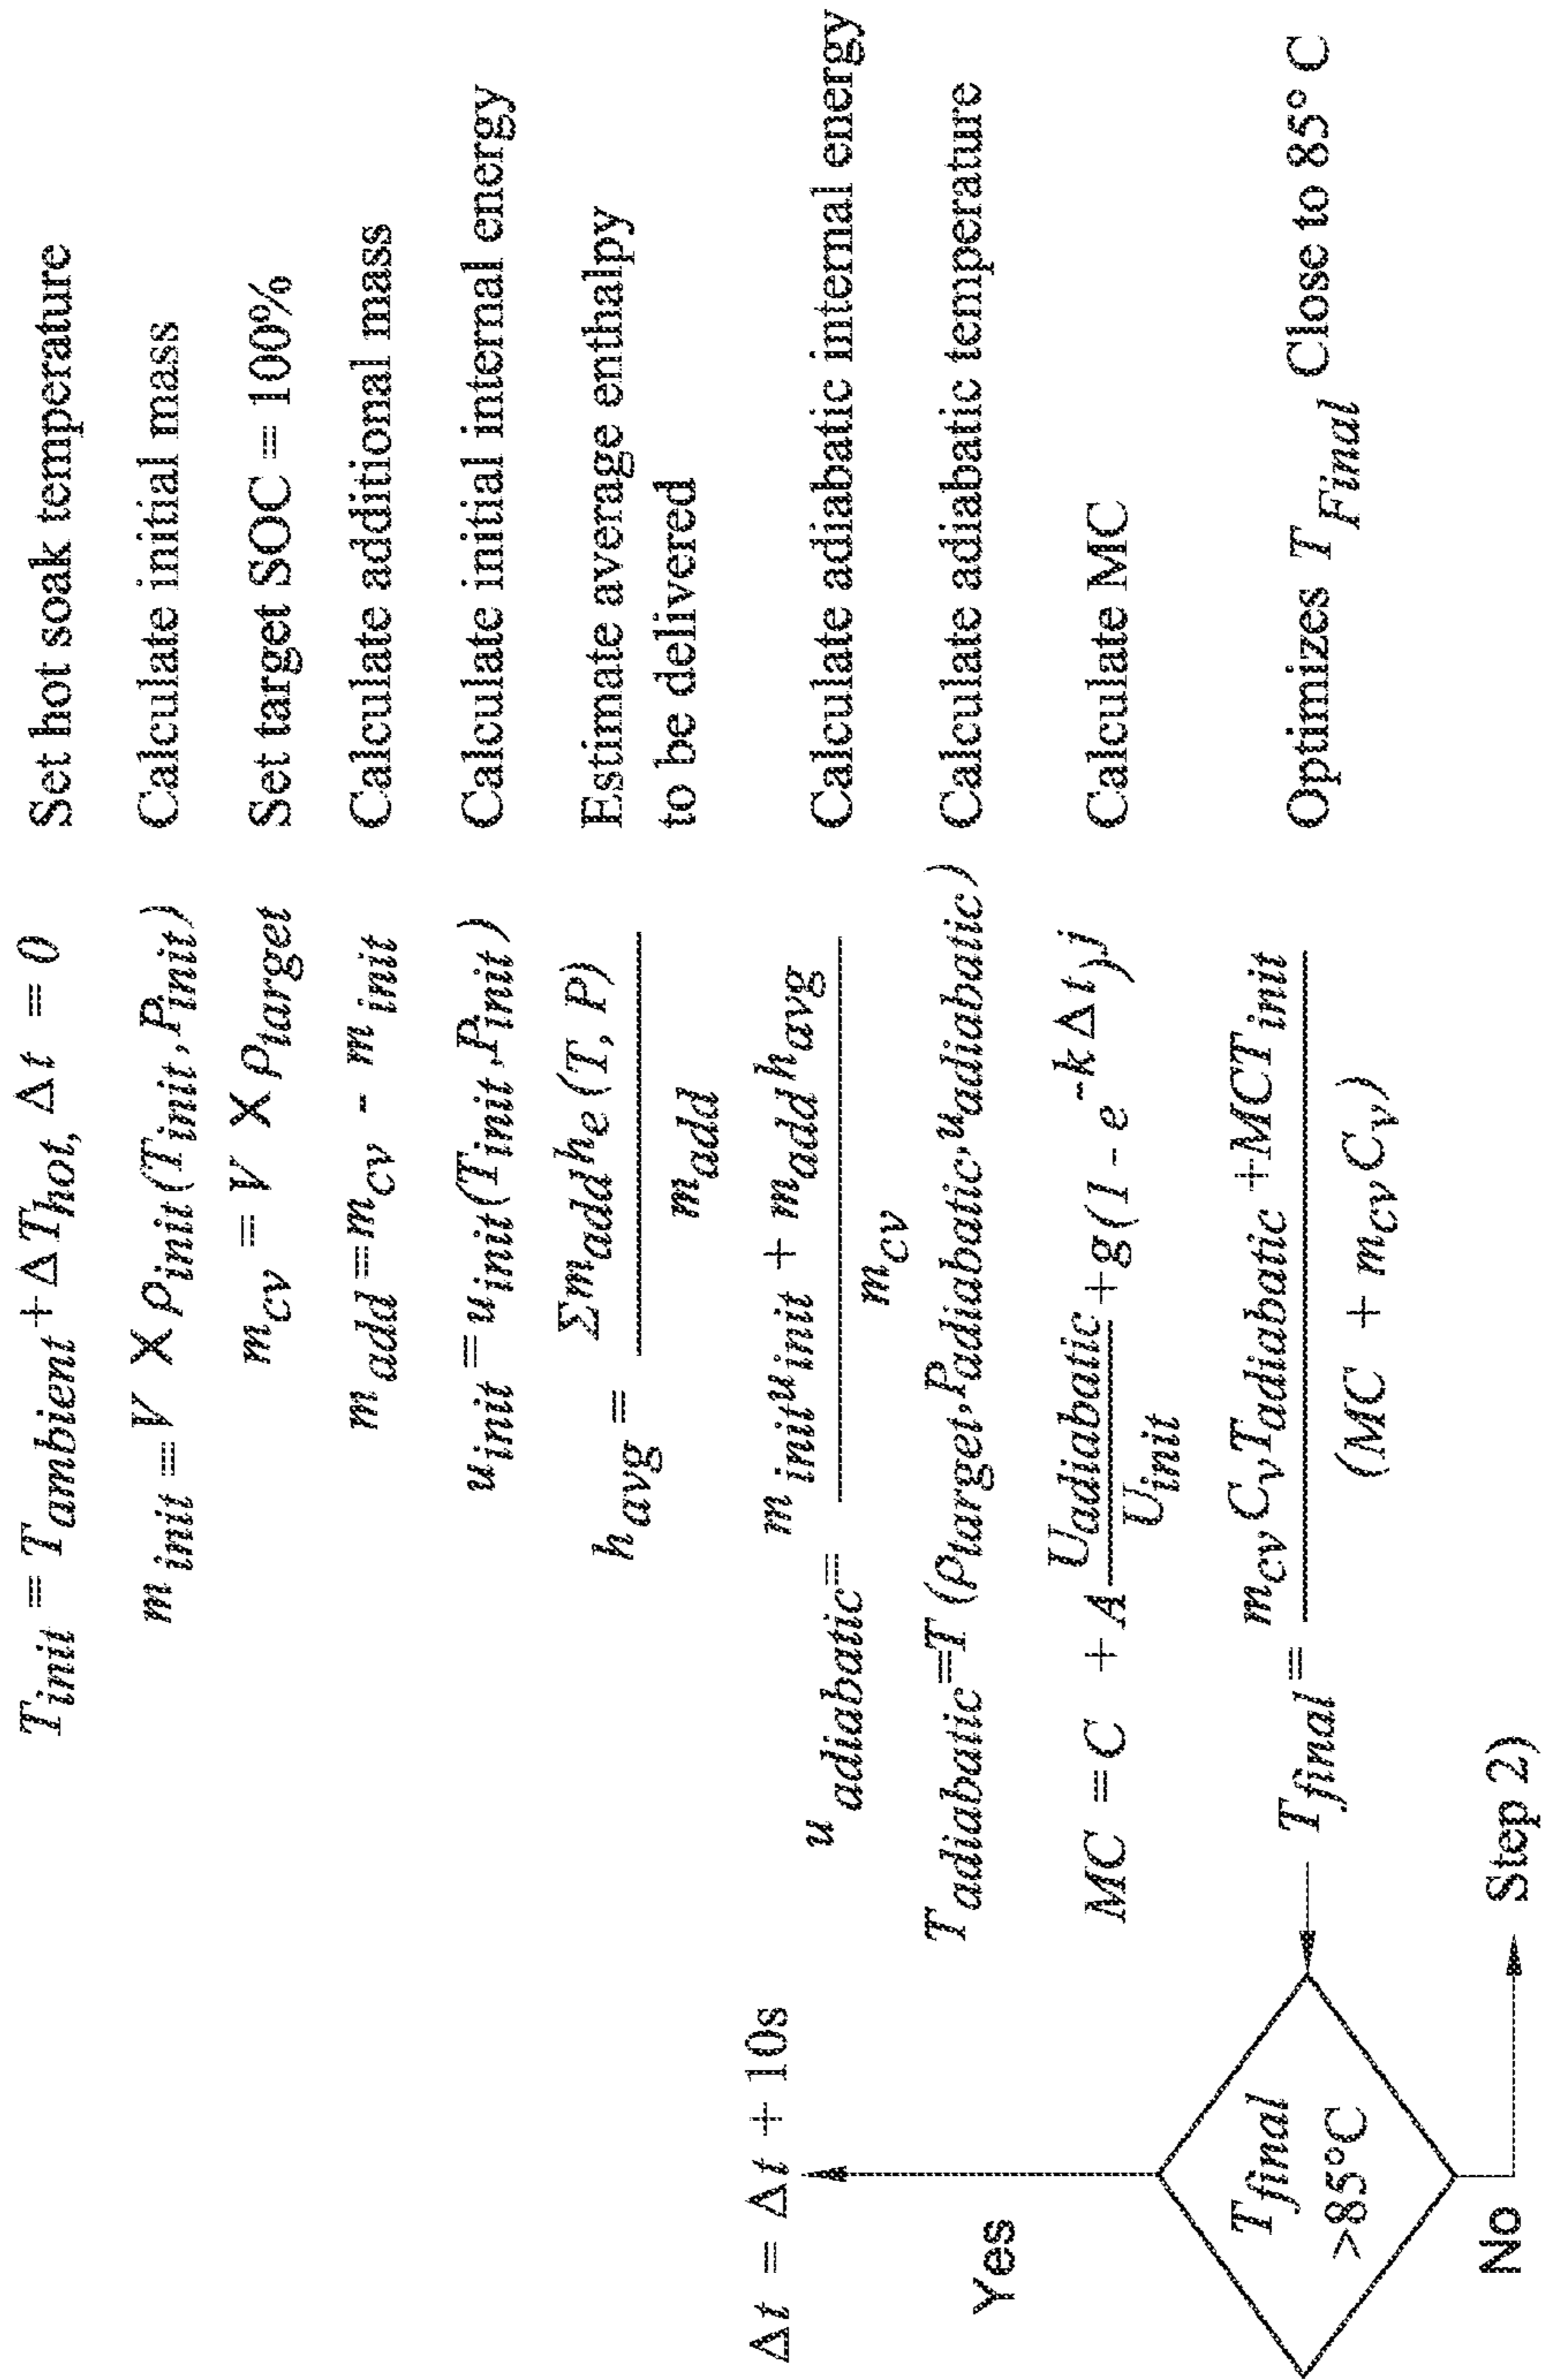 T_init = T_ambient + ΔT_hot, Δt = 0 Set hot soak temperature
m_init = V × ρ_init(T_init, P_init) Calculate initial mass
m_cv = V × ρ_target Set target SOC = 100%
m_add = m_cv - m_init Calculate additional mass
u_init = u_init(T_init, P_init) Calculate initial internal energy
h_avg = Σm_add h_e(T, P) / m_add Estimate average enthalpy
to be delivered
Δt = Δt + 10s
u_adiabatic = m_init u_init + m_add h_avg / m_cv Calculate adiabatic internal energy
T_adiabatic = T (ρ_target, P_adiabatic, u_adiabatic) Calculate adiabatic temperature
Yes
MC = C + A U_adiabatic / U_init + g(1 - e^-kΔt)^j Calculate MC
T_final >85°C
T_final = m_cv C_v T_adiabatic + MCT_init / (MC + m_cv C_v) Optimizes T_Final Close to 85° C
No
Step 2)